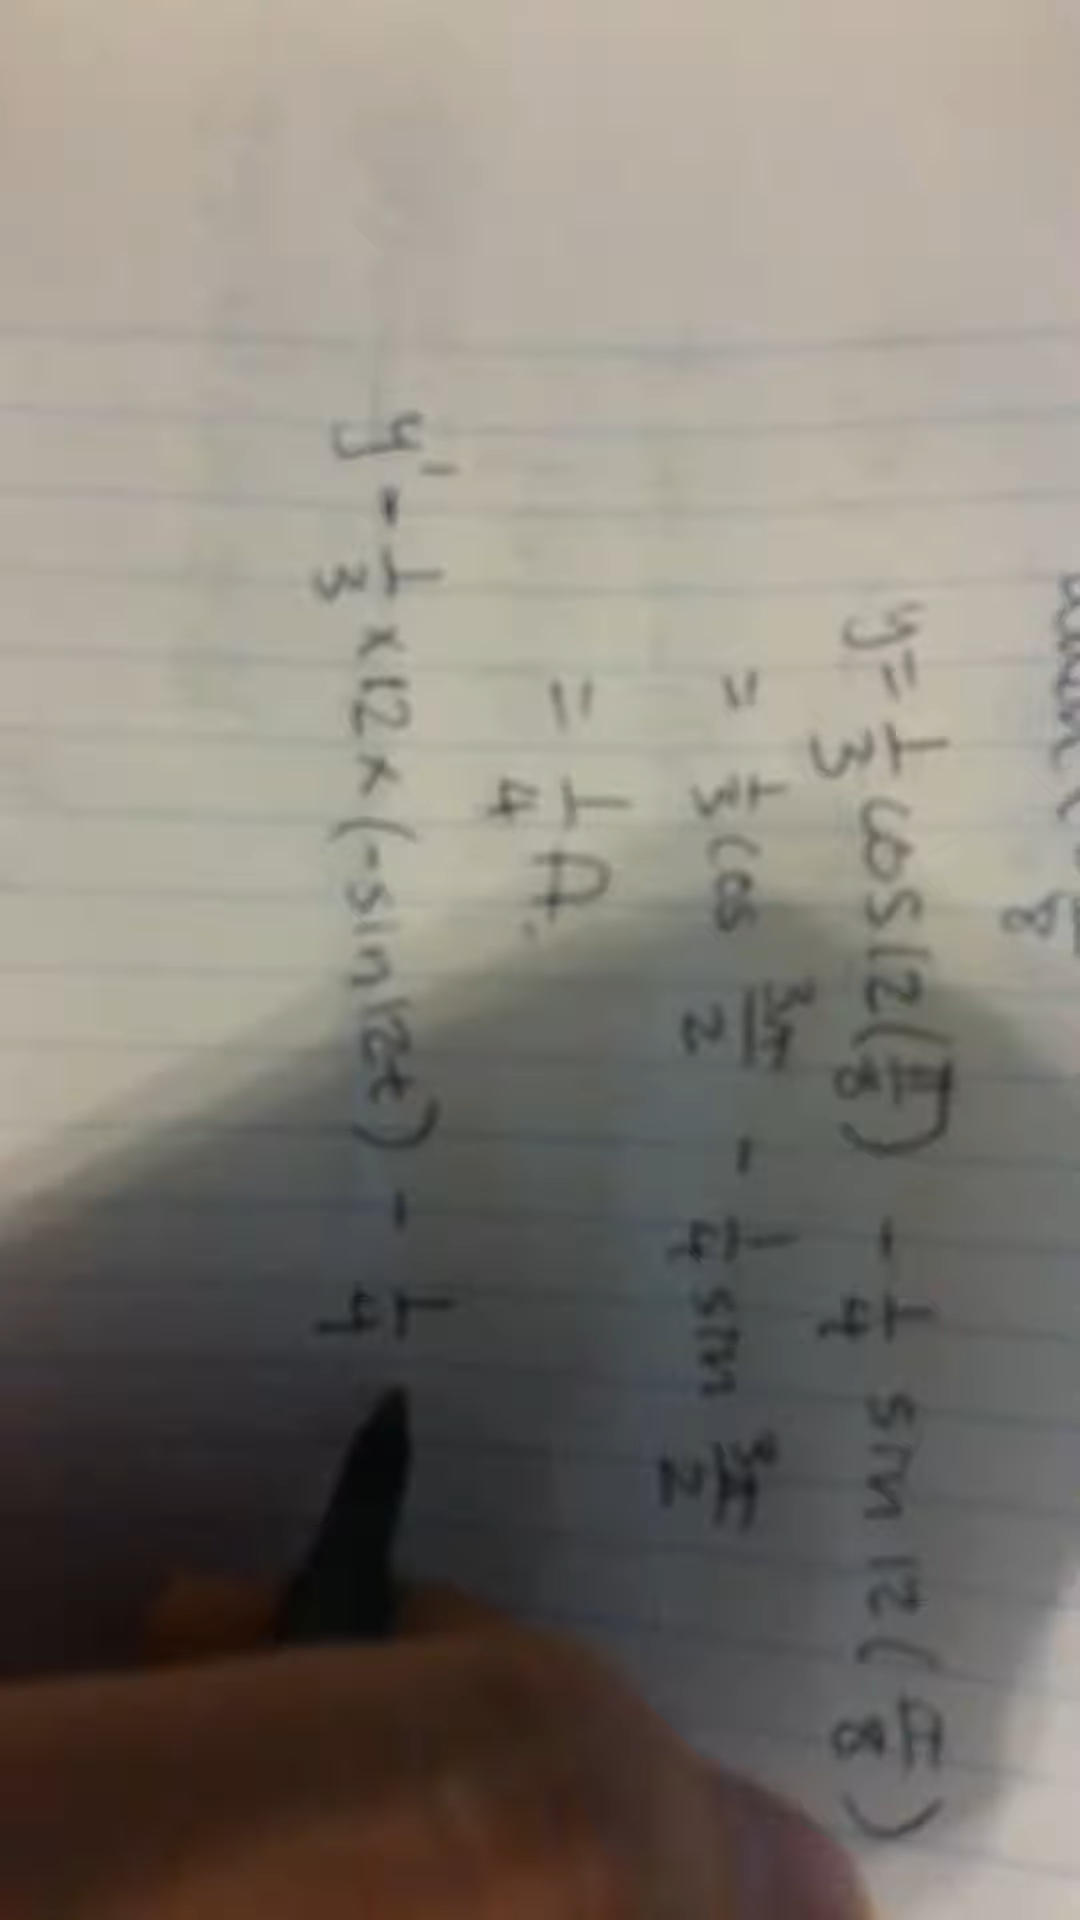 π/8
y = 1/3 cos 12(π/8) - 1/4 sin 12(π/8)
= 1/3 cos 3π/2 - 1/4 sin 3π/2
= 1/4 A.
y' - 1/3 × 12 × (-sin 12t) - 1/4